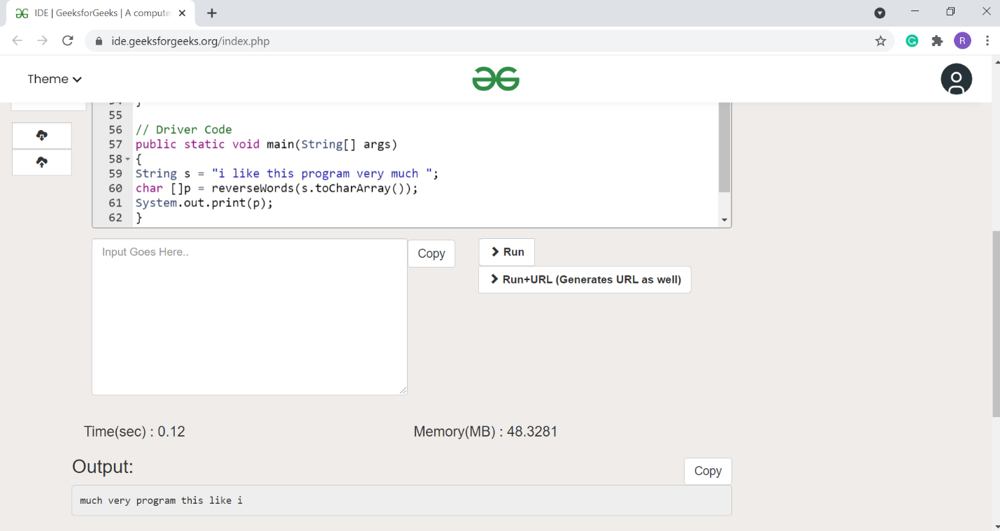 IDE | GeeksforGeeks | A compute
ide.geeksforgeeks.org/index.php
R
Theme
54 }
55
56 // Driver Code
57 public static void main(String[] args)
58 {
59 String s = "i like this program very much ";
60 char []p = reverseWords(s.toCharArray());
61 System.out.print(p);
62 }
Input Goes Here..
Copy
Run
Run+URL (Generates URL as well)
Time(sec) : 0.12
Memory(MB) : 48.3281
Output:
Copy
much very program this like i